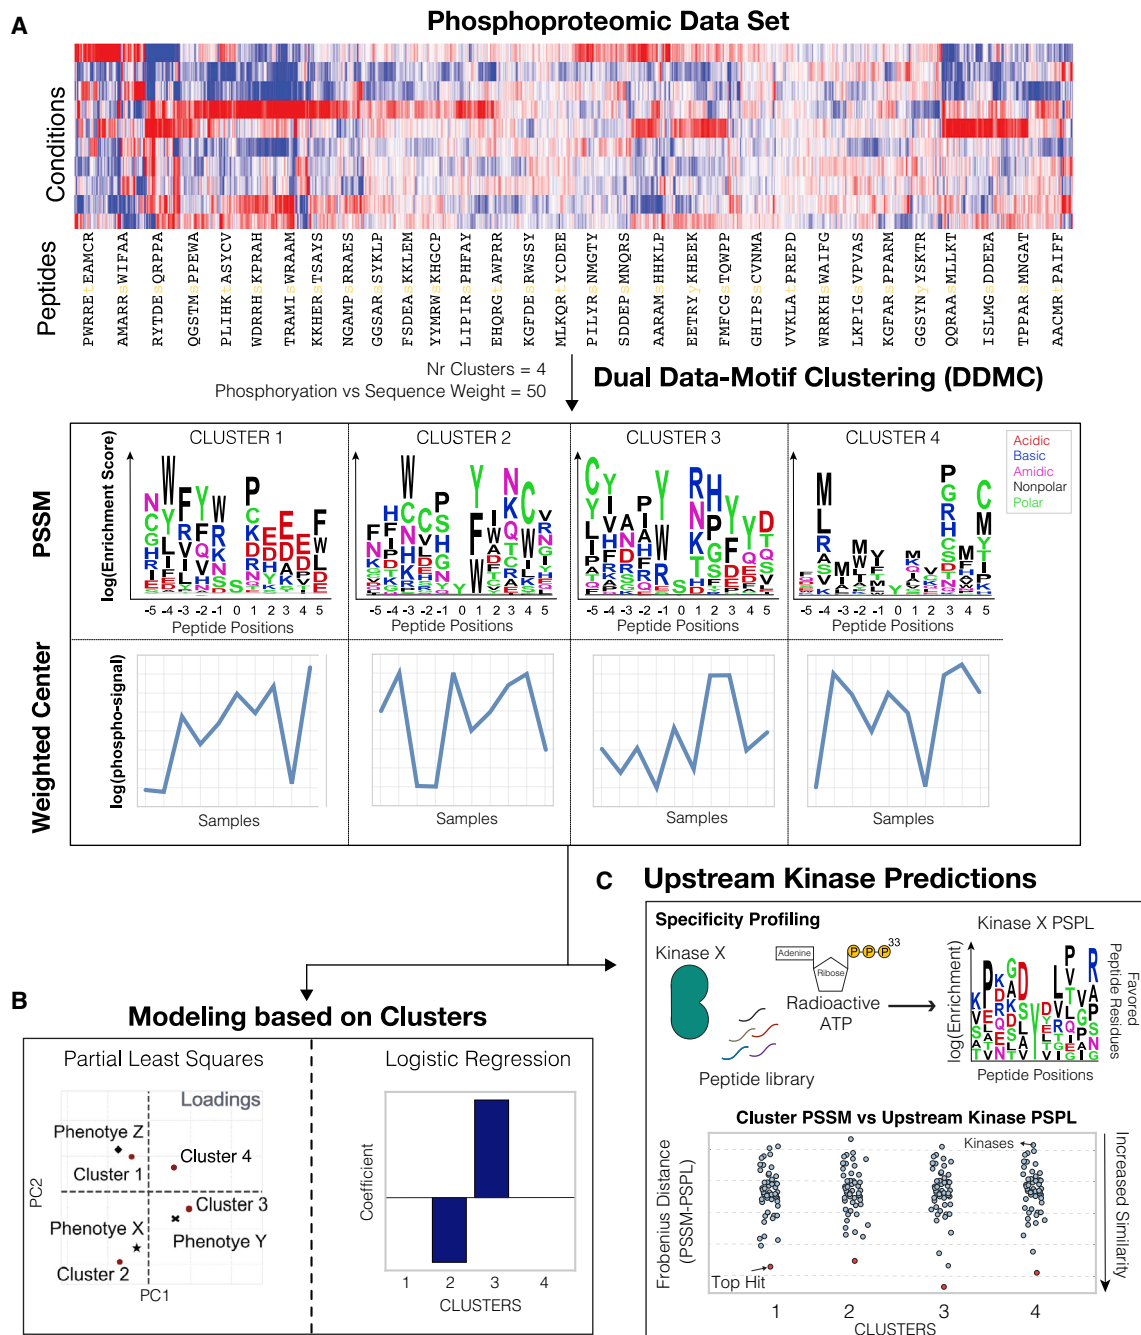 A
Phosphoproteomic Data Set
Conditions
Peptides
PWRREtEAMCR
AMARRsWIFAA
RYTDEsQRPPA
QGSTMsPPEWA
PLIHKtASYCV
WDRRHsKPRAH
TRAMIsWRAAM
KKHERsTSAYS
NGAMPsRRAES
GGSARsSYKLP
FSDEAsKKLEM
YYMRWsKHGCP
LIPIRsPHFAY
EHQRGtAWPRR
KGFDEsRWSSY
MLKQRtYCDEE
PILYRsNMGTY
SDDEPsMNQRS
AARAMsHHKLP
EETRYyKHEEK
FMFCGsTQWPP
GHIPSsCVNNA
VVKLAtPREPD
WRRKHsWAIFG
LKPIGsYPVAS
KGFARsPPARM
GGSYNyYSKTR
QQRAAsMLLKT
ISLMGsDDEEA
TPPARsMNGAT
AACMRtPAIFF
Nr Clusters = 4
Phosphoryation vs Sequence Weight = 50
Dual Data-Motif Clustering (DDMC)
PSSM
log(Enrichment Score)
CLUSTER 1
CLUSTER 2
CLUSTER 3
CLUSTER 4
Acidic
Basic
Amidic
Nonpolar
Polar
-5 -4 -3 -2 -1 0 1 2 3 4 5
-5 -4 -3 -2 -1 0 1 2 3 4 5
-5 -4 -3 -2 -1 0 1 2 3 4 5
-5 -4 -3 -2 -1 0 1 2 3 4 5
Peptide Positions
Peptide Positions
Peptide Positions
Peptide Positions
Weighted Center
log(phospho-signal)
Samples
Samples
Samples
Samples
B
Modeling based on Clusters
Partial Least Squares
Loadings
Phenotye Z
Cluster 1
Cluster 4
Cluster 3
Phenotye X
Phenotye Y
Cluster 2
PC2
PC1
Logistic Regression
Coefficient
1 2 3 4
CLUSTERS
C
Upstream Kinase Predictions
Specificity Profiling
Kinase X
Adenine
Ribose
P P P
33
Radioactive
ATP
Peptide library
Kinase X PSPL
log(Enrichment)
Favored
Peptide Residues
Peptide Positions
Cluster PSSM vs Upstream Kinase PSPL
Frobenius Distance
(PSSM-PSPL)
Kinases
Top Hit
Increased Similarity
1 2 3 4
CLUSTERS